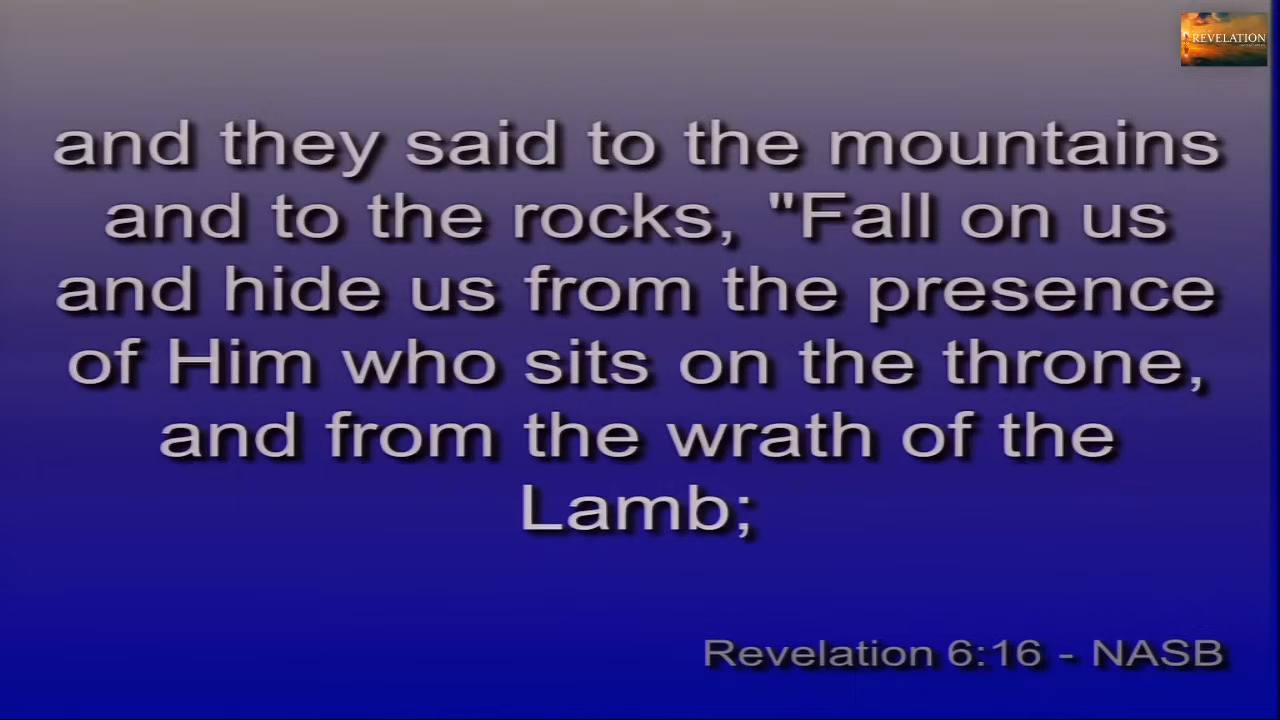 REVELATION
and they said to the mountains
and to the rocks, "Fall on us
and hide us from the presence
of Him who sits on the throne,
and from the wrath of the
Lamb;
Revelation 6:16 - NASB